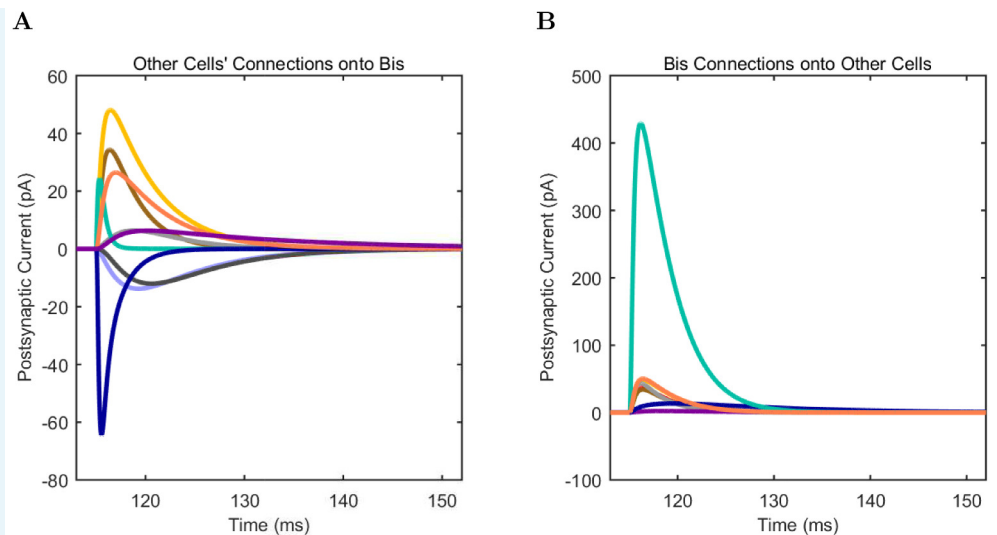 A
B
Other Cells' Connections onto Bis
Bis Connections onto Other Cells
Postsynaptic Current (pA)
60
40
20
0
-20
-40
-60
-80
120
130
140
150
Time (ms)
Postsynaptic Current (pA)
500
400
300
200
100
0
-100
120
130
140
150
Time (ms)